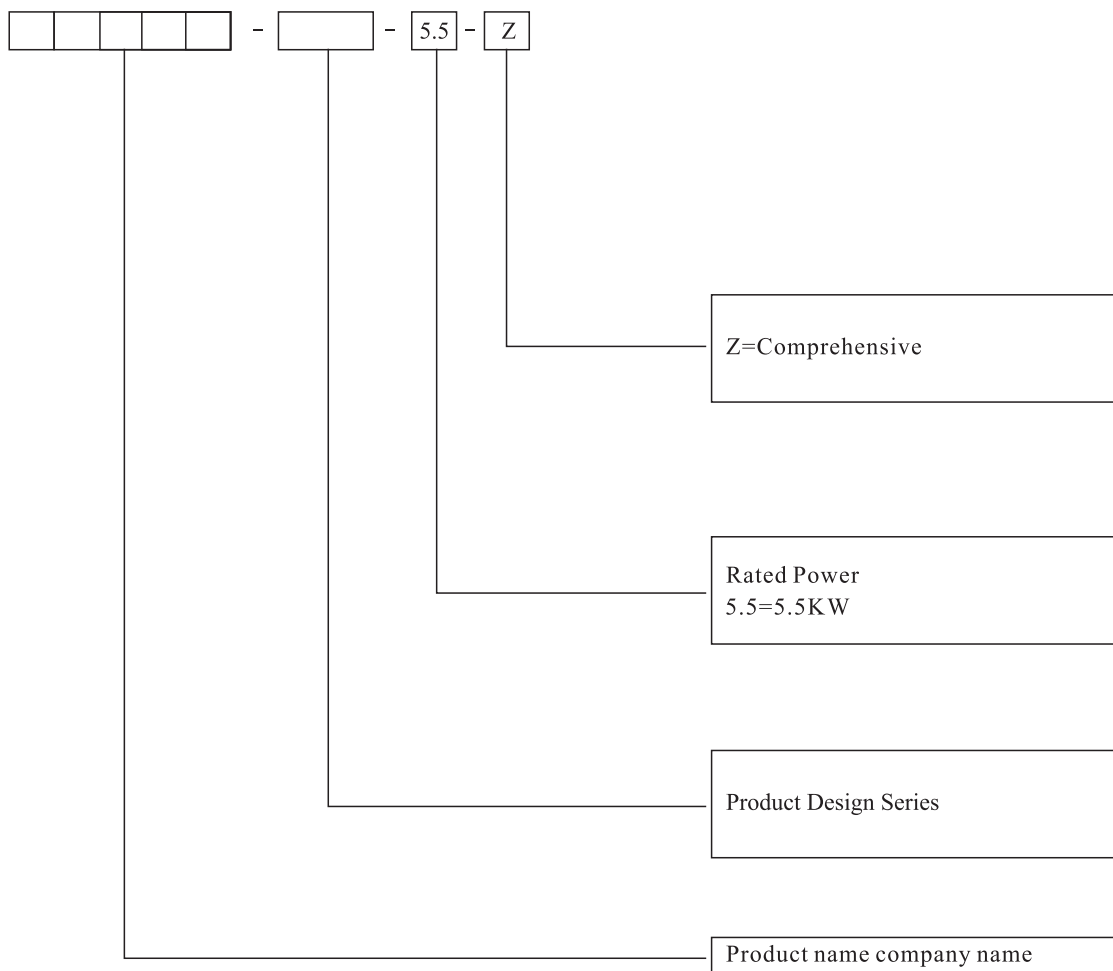 - - 5.5 - Z
Z=Comprehensive
Rated Power
5.5=5.5KW
Product Design Series
Product name company name